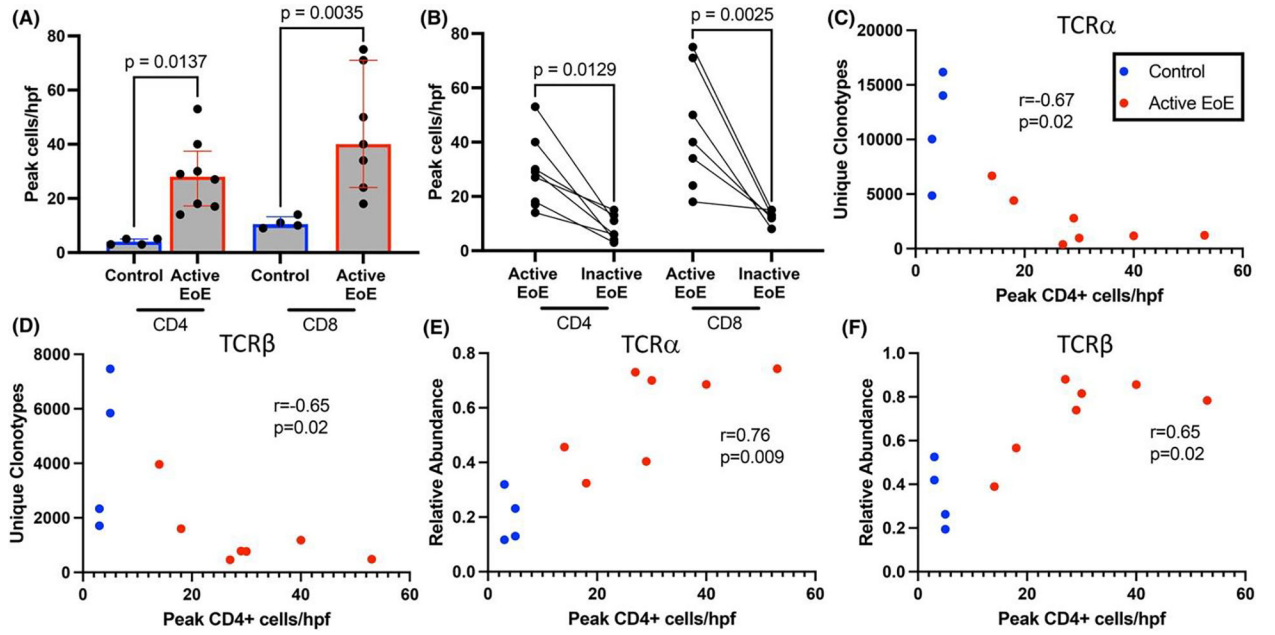 (A)
p = 0.0035
p = 0.0137
Peak cells/hpf
80
60
40
20
0
Control
Active
EoE
Control
Active
EoE
CD4
CD8
(B)
p = 0.0025
p = 0.0129
Peak cells/hpf
80
60
40
20
0
Active
EoE
Inactive
EoE
Active
EoE
Inactive
EoE
CD4
CD8
(C)
TCRα
Unique Clonotypes
20000
15000
10000
5000
0
r=-0.67
p=0.02
Control
Active EoE
0
20
40
60
Peak CD4+ cells/hpf
(D)
TCRβ
Unique Clonotypes
8000
6000
4000
2000
0
r=-0.65
p=0.02
0
20
40
60
Peak CD4+ cells/hpf
(E)
TCRα
Relative Abundance
0.8
0.6
0.4
0.2
0.0
r=0.76
p=0.009
0
20
40
60
Peak CD4+ cells/hpf
(F)
TCRβ
Relative Abundance
1.0
0.8
0.6
0.4
0.2
0.0
r=0.65
p=0.02
0
20
40
60
Peak CD4+ cells/hpf